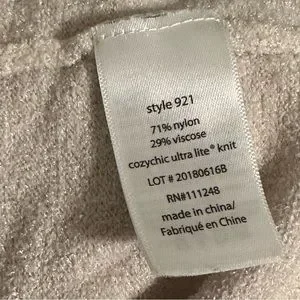 style 921
71% nylon
29% viscose
cozychic ultra lite® knit
LOT # 20180616B
RN#111248
made in china/
Fabriqué en Chine